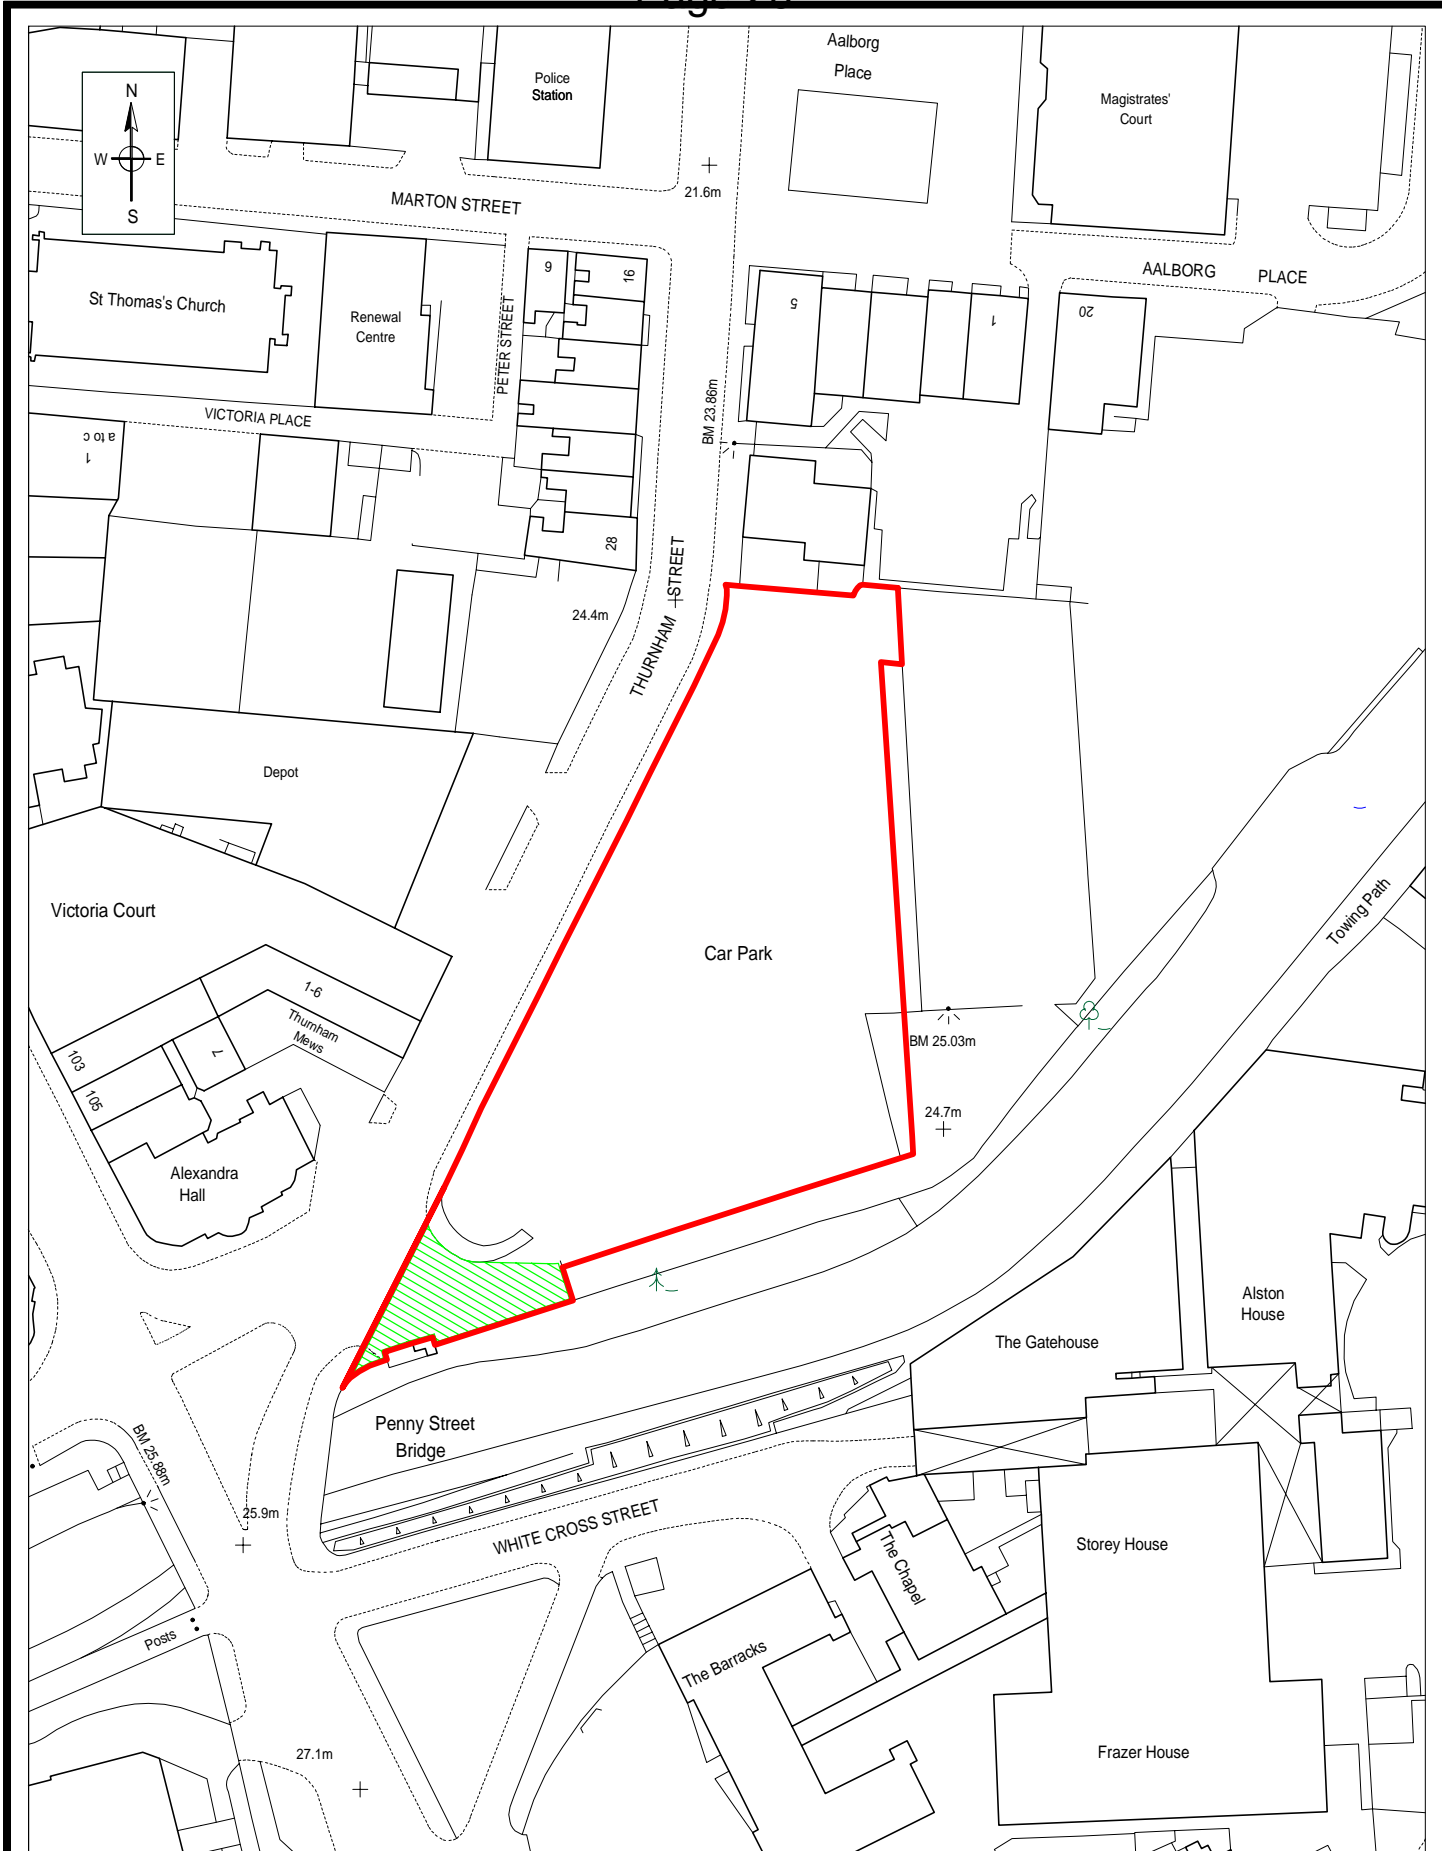 Aalborg
Place
Police
Station
Magistrates'
Court
N
W E
S
21.6m
MARTON STREET
AALBORG PLACE
St Thomas's Church
Renewal
Centre
PETER STREET
9
16
5
1
20
VICTORIA PLACE
BM 23.86m
1
a to c
28
THURNHAM STREET
24.4m
Depot
Victoria Court
Car Park
Towing Path
1-6
Thurnham
Mews
103
105
7
BM 25.03m
24.7m
Alexandra
Hall
Alston
House
The Gatehouse
Penny Street
Bridge
BM 25.88m
25.9m
WHITE CROSS STREET
The Chapel
Storey House
Posts
The Barracks
27.1m
Frazer House